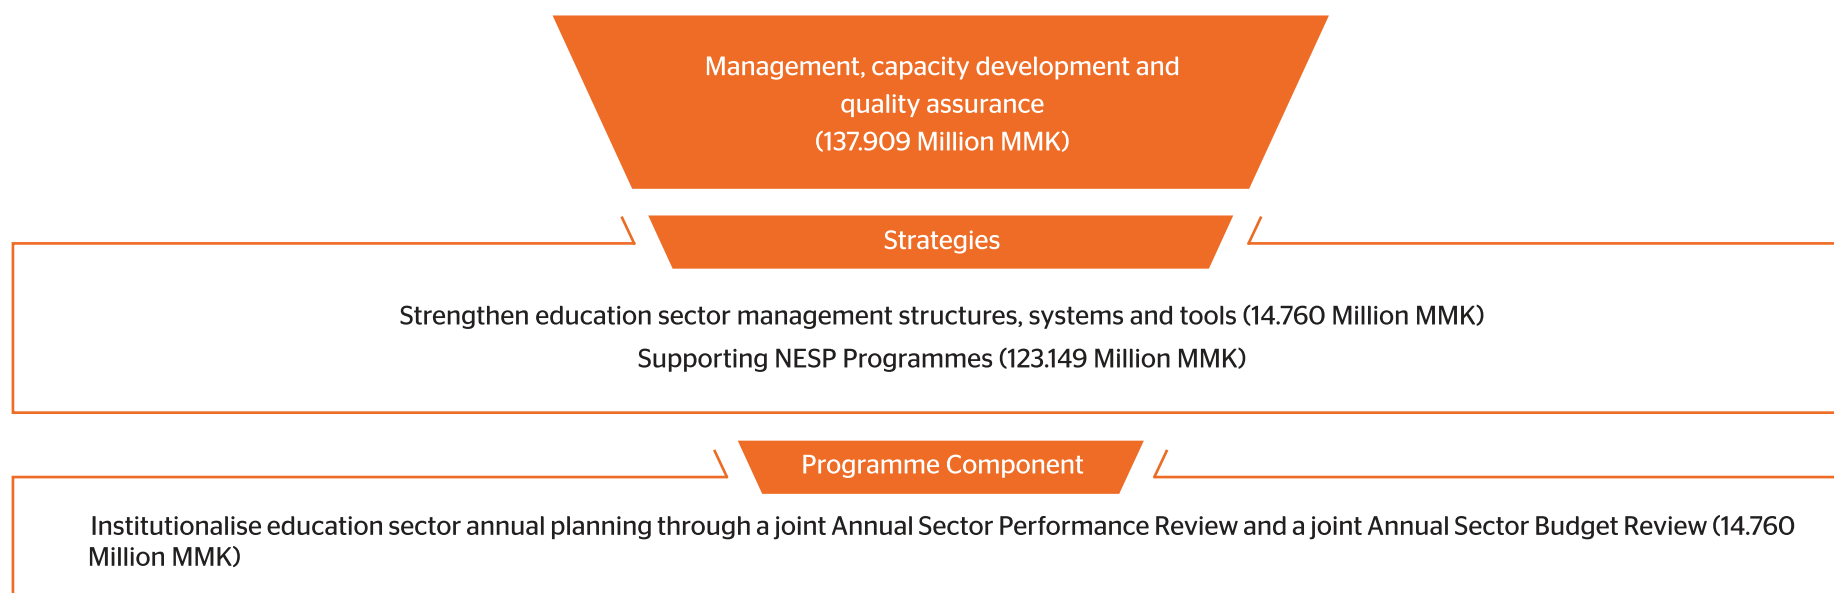 Management, capacity development and
quality assurance
(137.909 Million MMK)
Strategies
Strengthen education sector management structures, systems and tools (14.760 Million MMK)
Supporting NESP Programmes (123.149 Million MMK)
Programme Component
Institutionalise education sector annual planning through a joint Annual Sector Performance Review and a joint Annual Sector Budget Review (14.760
Million MMK)